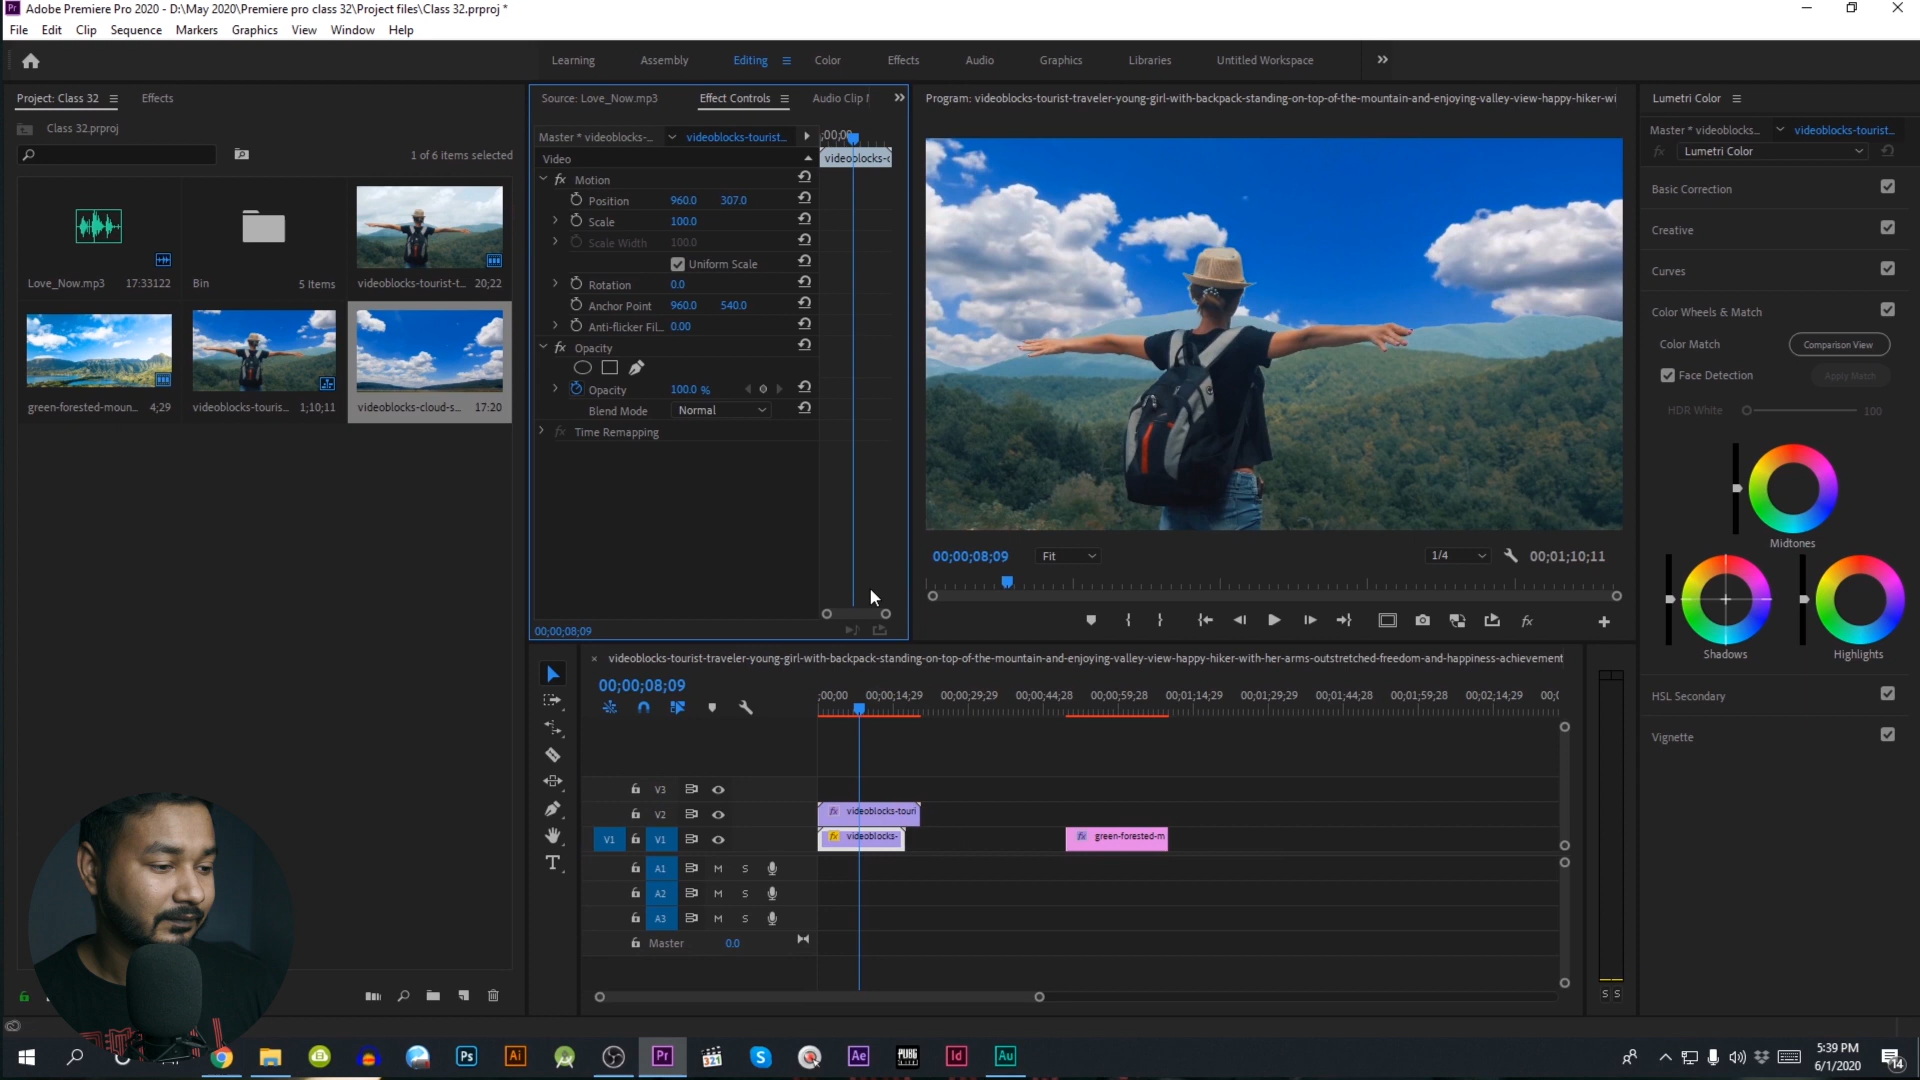 Pr Adobe Premiere Pro 2020 - D:\May 2020\Premiere pro class 32\Project files\Class 32.prproj *
File Edit Clip Sequence Markers Graphics View Window Help
Learning Assembly Editing Color Effects Audio Graphics Libraries Untitled Workspace
Project: Class 32 Effects
Class 32.prproj
1 of 6 items selected
Love_Now.mp3 17:33122
Bin 5 Items
videoblocks-tourist-t... 20;22
green-forested-moun... 4;29
videoblocks-touris... 1;10;11
videoblocks-cloud-s... 17:20
Source: Love_Now.mp3 Effect Controls Audio Clip
Master * videoblocks-... videoblocks-tourist...
;00;00
Video
videoblocks-c
fx Motion
Position 960.0 307.0
Scale 100.0
Scale Width 100.0
Uniform Scale
Rotation 0.0
Anchor Point 960.0 540.0
Anti-flicker Fil... 0.00
fx Opacity
Opacity 100.0 %
Blend Mode Normal
fx Time Remapping
00;00;08;09
Program: videoblocks-tourist-traveler-young-girl-with-backpack-standing-on-top-of-the-mountain-and-enjoying-valley-view-happy-hiker-wi
00;00;08;09 Fit 1/4 00;01;10;11
fx
Lumetri Color
Master * videoblocks... videoblocks-tourist...
fx Lumetri Color
Basic Correction
Creative
Curves
Color Wheels & Match
Color Match Comparison View
Face Detection Apply Match
HDR White 100
Midtones
Shadows Highlights
HSL Secondary
Vignette
videoblocks-tourist-traveler-young-girl-with-backpack-standing-on-top-of-the-mountain-and-enjoying-valley-view-happy-hiker-with-her-arms-outstretched-freedom-and-happiness-achievement
00;00;08;09
;00;00 00;00;14;29 00;00;29;29 00;00;44;28 00;00;59;28 00;01;14;29 00;01;29;29 00;01;44;28 00;01;59;28 00;02;14;29 00;0
V3
V2 fx videoblocks-touri
V1 V1 fx videoblocks- fx green-forested-m
A1 M S
A2 M S
A3 M S
Master 0.0
T
S S
Ps Ai Pr 321 S Ae PUBG Id Au
5:39 PM
6/1/2020
14